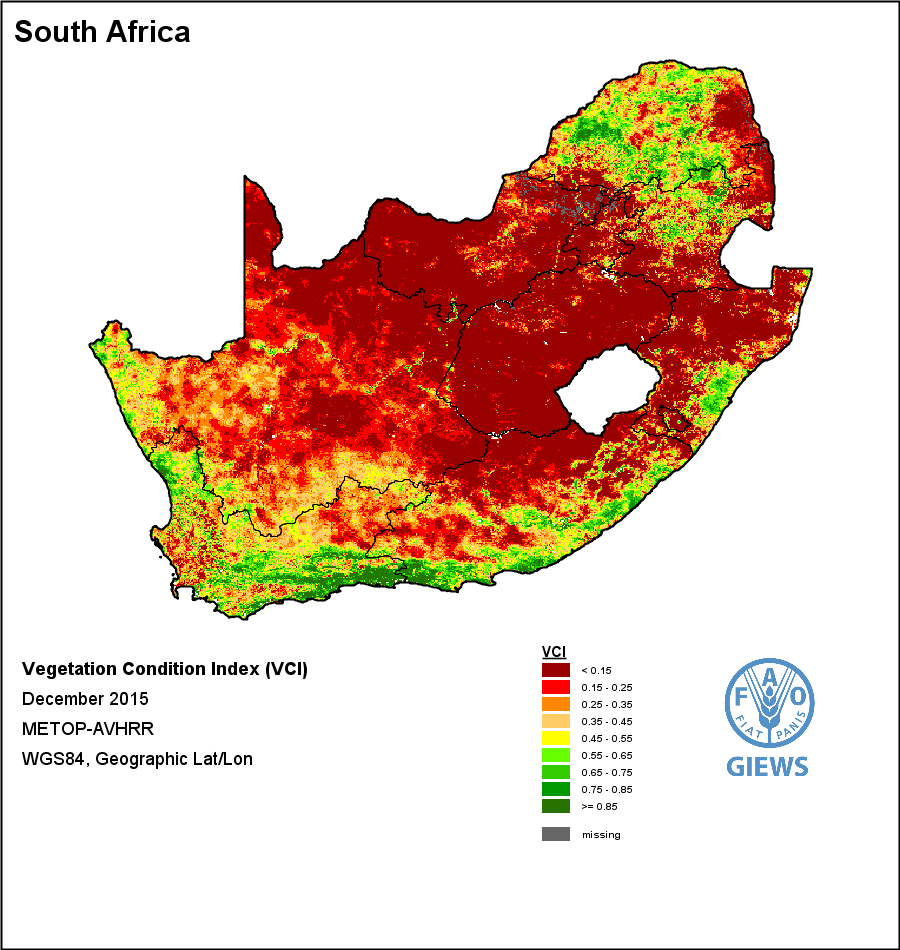 South Africa
Vegetation Condition Index (VCI)
December 2015
METOP-AVHRR
WGS84, Geographic Lat/Lon
VCI
< 0.15
0.15 - 0.25
0.25 - 0.35
0.35 - 0.45
0.45 - 0.55
0.55 - 0.65
0.65 - 0.75
0.75 - 0.85
>= 0.85
missing
F A O
FIAT PANIS
GIEWS